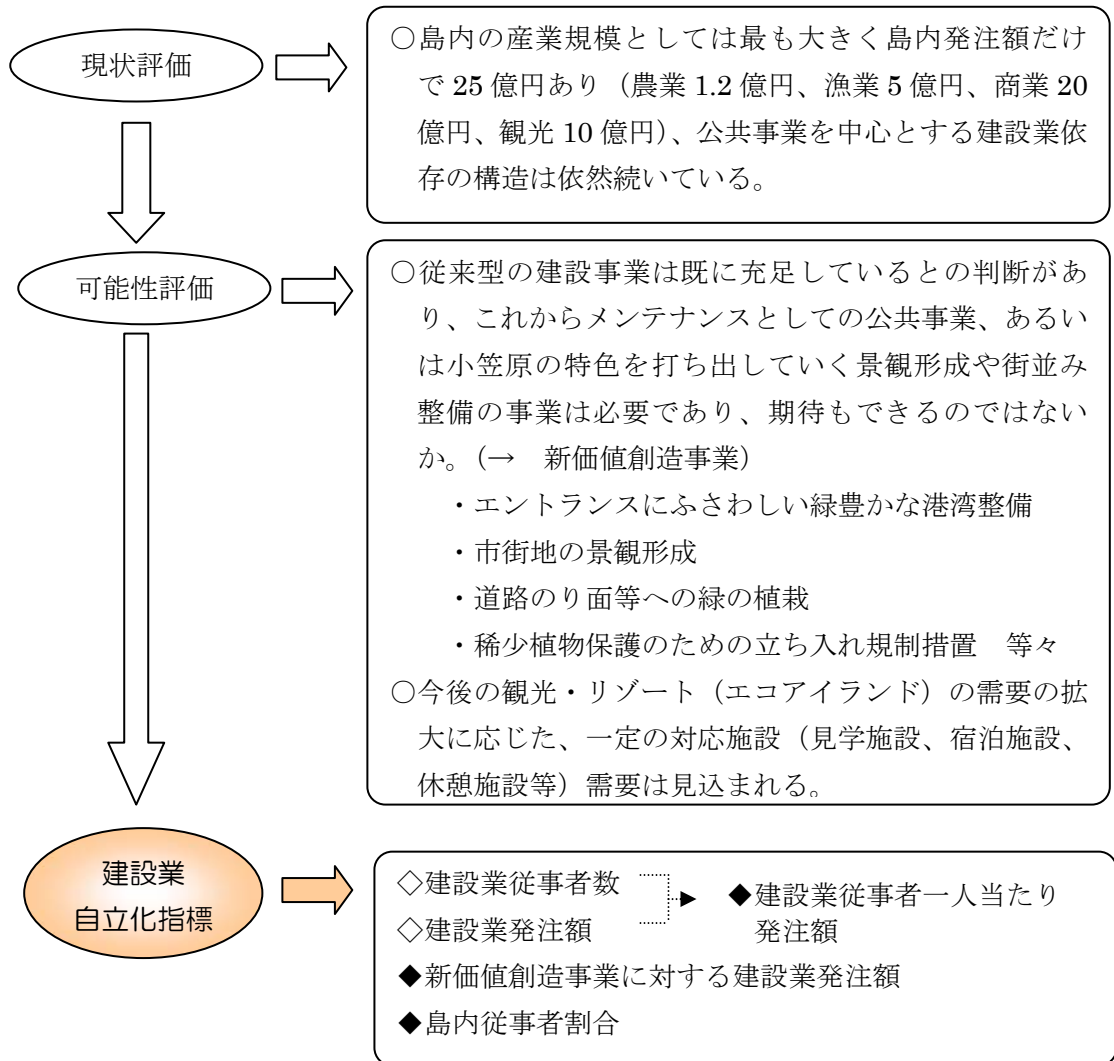 現状評価
○島内の産業規模としては最も大きく島内発注額だけ
で 25 億円あり（農業 1.2 億円、漁業 5 億円、商業 20
億円、観光 10 億円）、公共事業を中心とする建設業依
存の構造は依然続いている。
可能性評価
○従来型の建設事業は既に充足しているとの判断があ
り、これからメンテナンスとしての公共事業、あるい
は小笠原の特色を打ち出していく景観形成や街並み
整備の事業は必要であり、期待もできるのではない
か。（→　新価値創造事業）
・エントランスにふさわしい緑豊かな港湾整備
・市街地の景観形成
・道路のり面等への緑の植栽
・稀少植物保護のための立ち入れ規制措置　等々
○今後の観光・リゾート（エコアイランド）の需要の拡
大に応じた、一定の対応施設（見学施設、宿泊施設、
休憩施設等）需要は見込まれる。
建設業
自立化指標
◇建設業従事者数
◇建設業発注額
◆建設業従事者一人当たり
発注額
◆新価値創造事業に対する建設業発注額
◆島内従事者割合